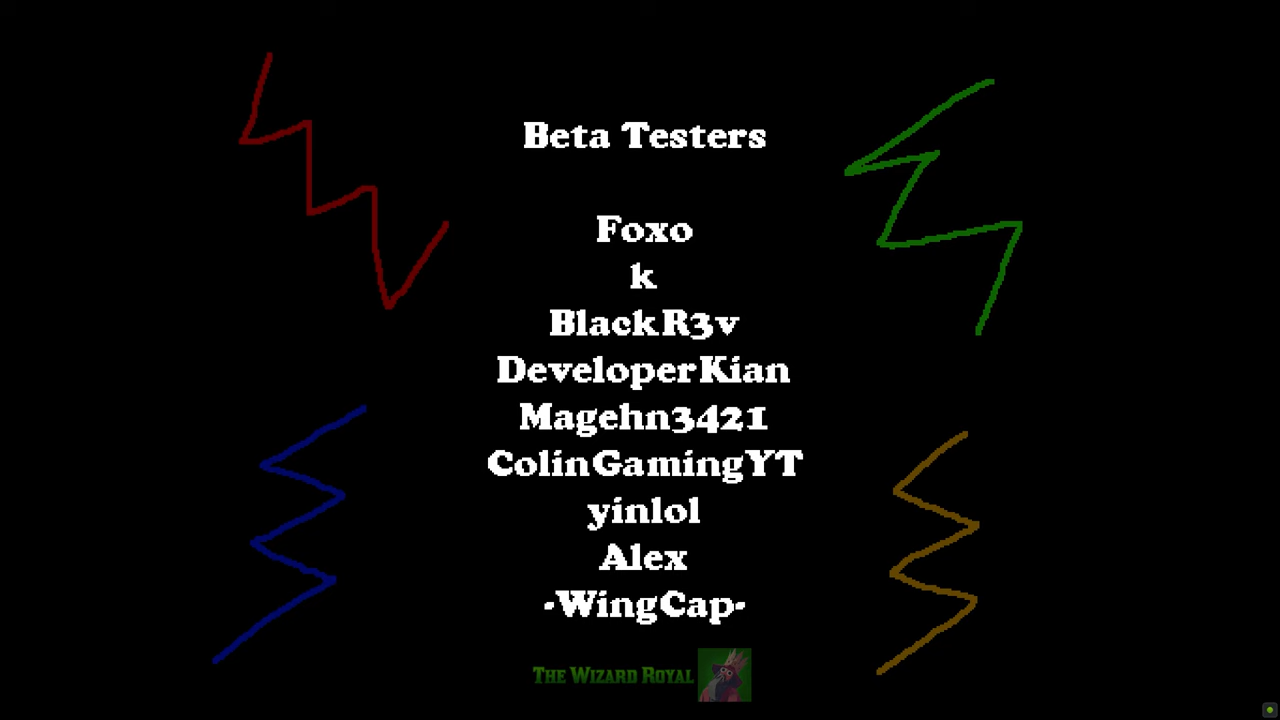 Beta Testers
Foxo
k
BlackR3v
DeveloperKian
Magehn3421
ColinGamingYT
yinlol
Alex
-WingCap-
The Wizard Royal